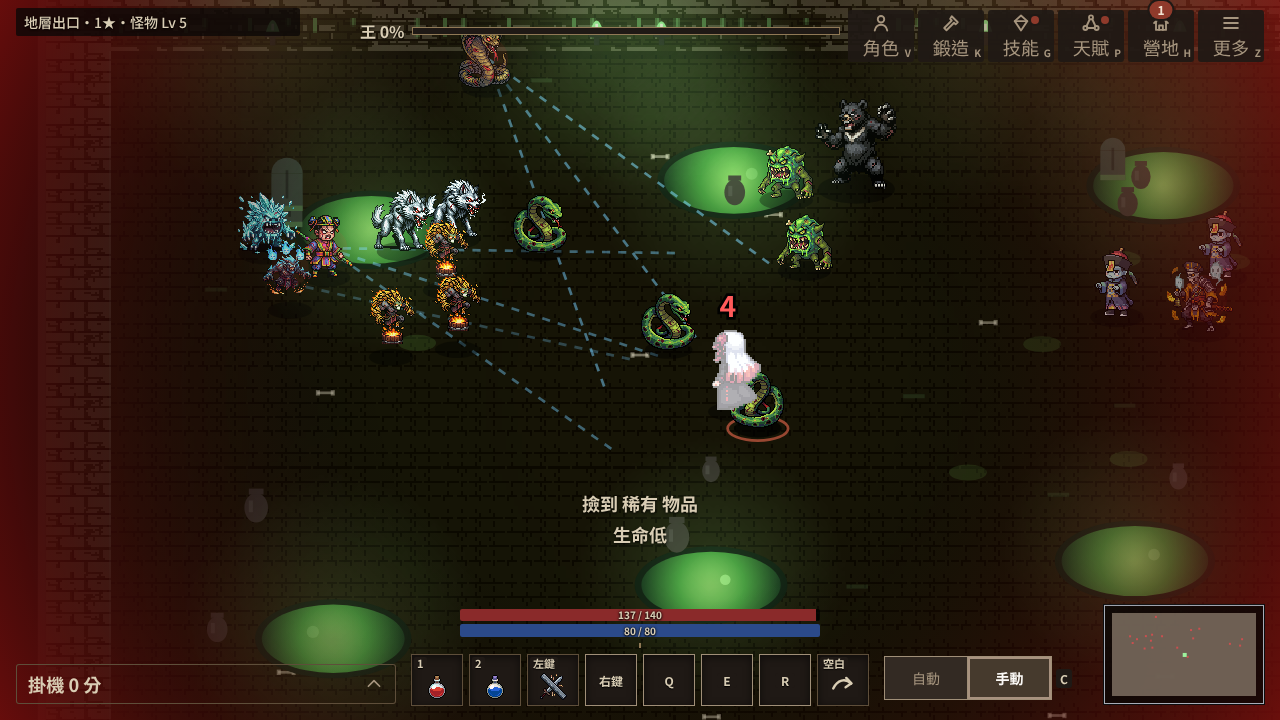 地層出口・1★・怪物 Lv 5
王 0%
角色 V
鍛造 K
技能 G
天賦 P
1
營地 H
更多 Z
4
撿到 稀有 物品
生命低
137 / 140
80 / 80
掛機 0 分
1
2
左鍵
右鍵
Q
E
R
空白
自動
手動
C